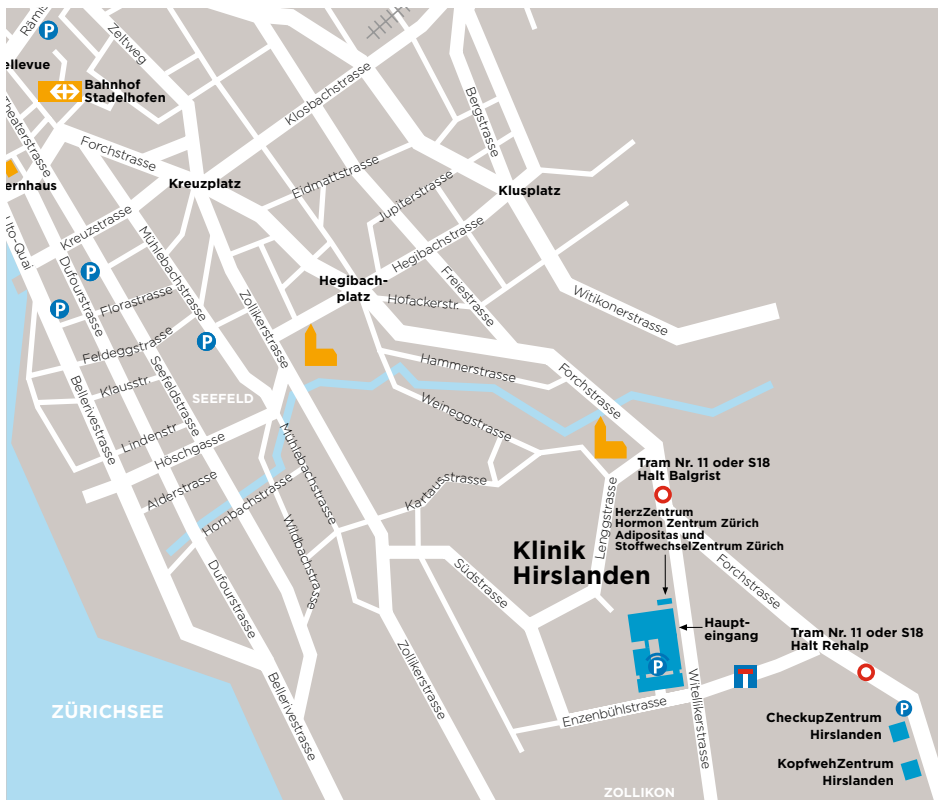 Rämis
P
Zeltweg
ellevue
Bahnhof
Stadelhofen
Theaterstrasse
Klosbachstrasse
Bergstrasse
Forchstrasse
ernhaus
Kreuzplatz
Eidmattstrasse
Jupiterstrasse
Klusplatz
Kreuzstrasse
Uto-Quai
Mühlebachstrasse
Dufourstrasse
Hegibachstrasse
P
P
Florastrasse
Zollikerstrasse
Hegibach-
platz
Hofackerstr.
Freiestrasse
Witikonerstrasse
Feldeggstrasse
P
Seefeldstrasse
Hammerstrasse
Forchstrasse
Klausstr.
Bellerivestrasse
SEEFELD
Weineggstrasse
Lindenstr
Höschgasse
Mühlebachstrasse
Alderstrasse
Kartausstrasse
Lenggstrasse
Tram Nr. 11 oder S18
Halt Balgrist
Hornbachstrasse
Wildbachstrasse
HerzZentrum
Hormon Zentrum Zürich
Adipositas und
StoffwechselZentrum Zürich
Klinik
Hirslanden
Südstrasse
Forchstrasse
Dufourstrasse
Haupt-
eingang
Tram Nr. 11 oder S18
Halt Rehalp
P
Zollikerstrasse
Bellerivestrasse
Witellikerstrasse
ZÜRICHSEE
Enzenbühlstrasse
P
CheckupZentrum
Hirslanden
KopfwehZentrum
Hirslanden
ZOLLIKON